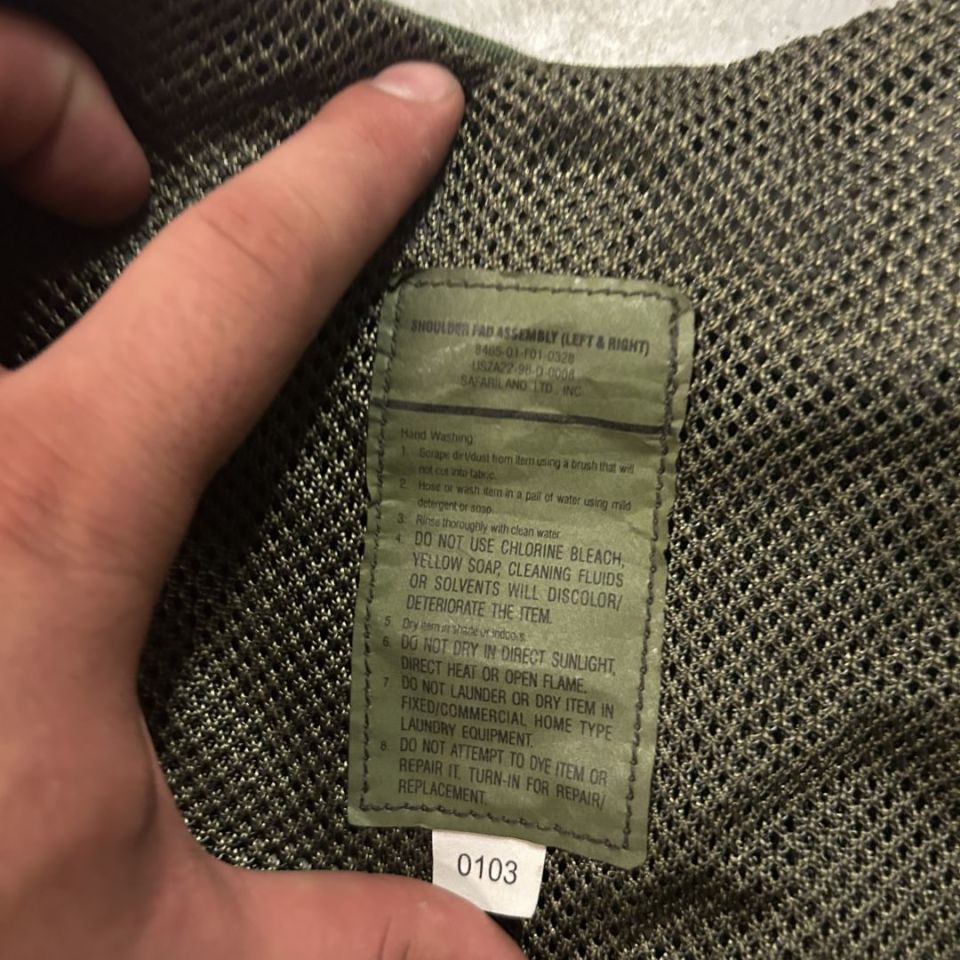 SHOULDER PAD ASSEMBLY (LEFT & RIGHT)
8465-01-F01-0328
USZA22-98-D-0008
SAFARILAND LTD., INC
Hand Washing:
1. Scrape dirt/dust from item using a brush that will
not cut into fabric.
2. Hose or wash item in a pail of water using mild
detergent or soap.
3. Rinse thoroughly with clean water.
4. DO NOT USE CHLORINE BLEACH,
YELLOW SOAP, CLEANING FLUIDS
OR SOLVENTS WILL DISCOLOR/
DETERIORATE THE ITEM.
5. Dry item in shade or indoors.
6. DO NOT DRY IN DIRECT SUNLIGHT,
DIRECT HEAT OR OPEN FLAME.
7. DO NOT LAUNDER OR DRY ITEM IN
FIXED/COMMERCIAL HOME TYPE
LAUNDRY EQUIPMENT.
8. DO NOT ATTEMPT TO DYE ITEM OR
REPAIR IT. TURN-IN FOR REPAIR/
REPLACEMENT.
0103